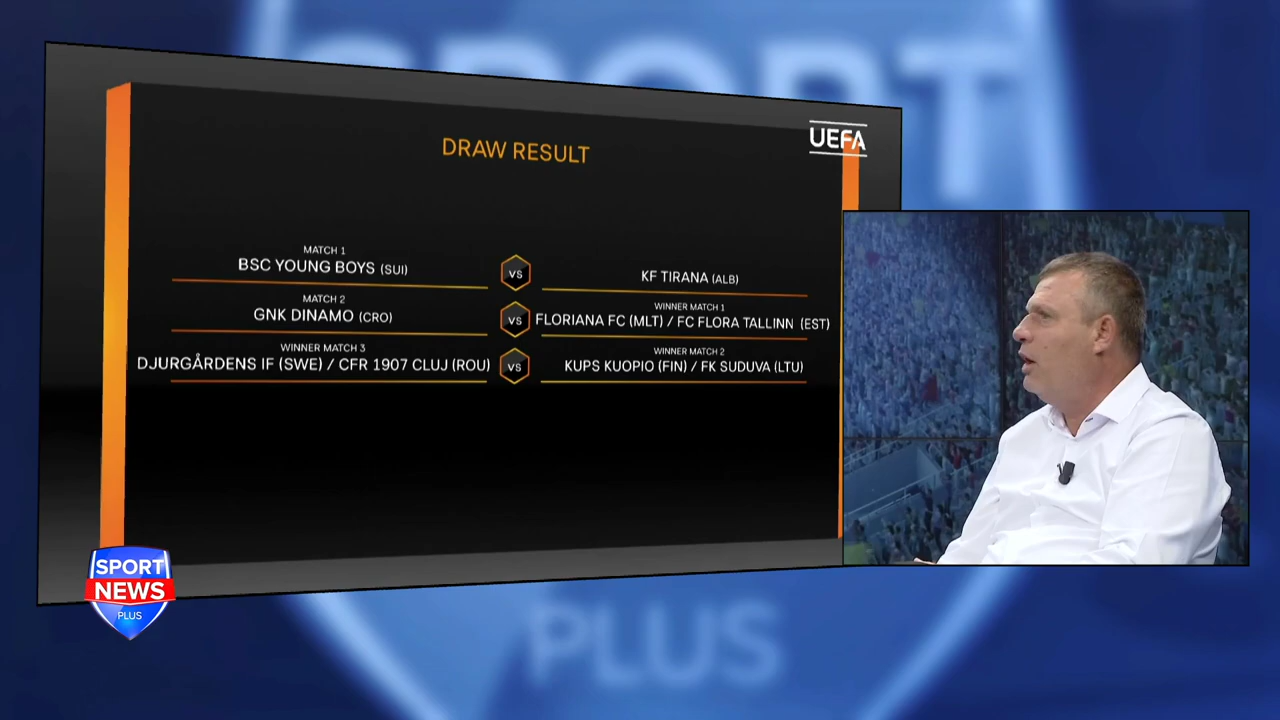 SPORT
DRAW RESULT
UEFA
MATCH 1
BSC YOUNG BOYS (SUI)
VS
KF TIRANA (ALB)
MATCH 2
GNK DINAMO (CRO)
VS
WINNER MATCH 1
FLORIANA FC (MLT) / FC FLORA TALLINN (EST)
WINNER MATCH 3
DJURGÅRDENS IF (SWE) / CFR 1907 CLUJ (ROU)
VS
WINNER MATCH 2
KUPS KUOPIO (FIN) / FK SUDUVA (LTU)
SPORT
NEWS
PLUS
PLUS